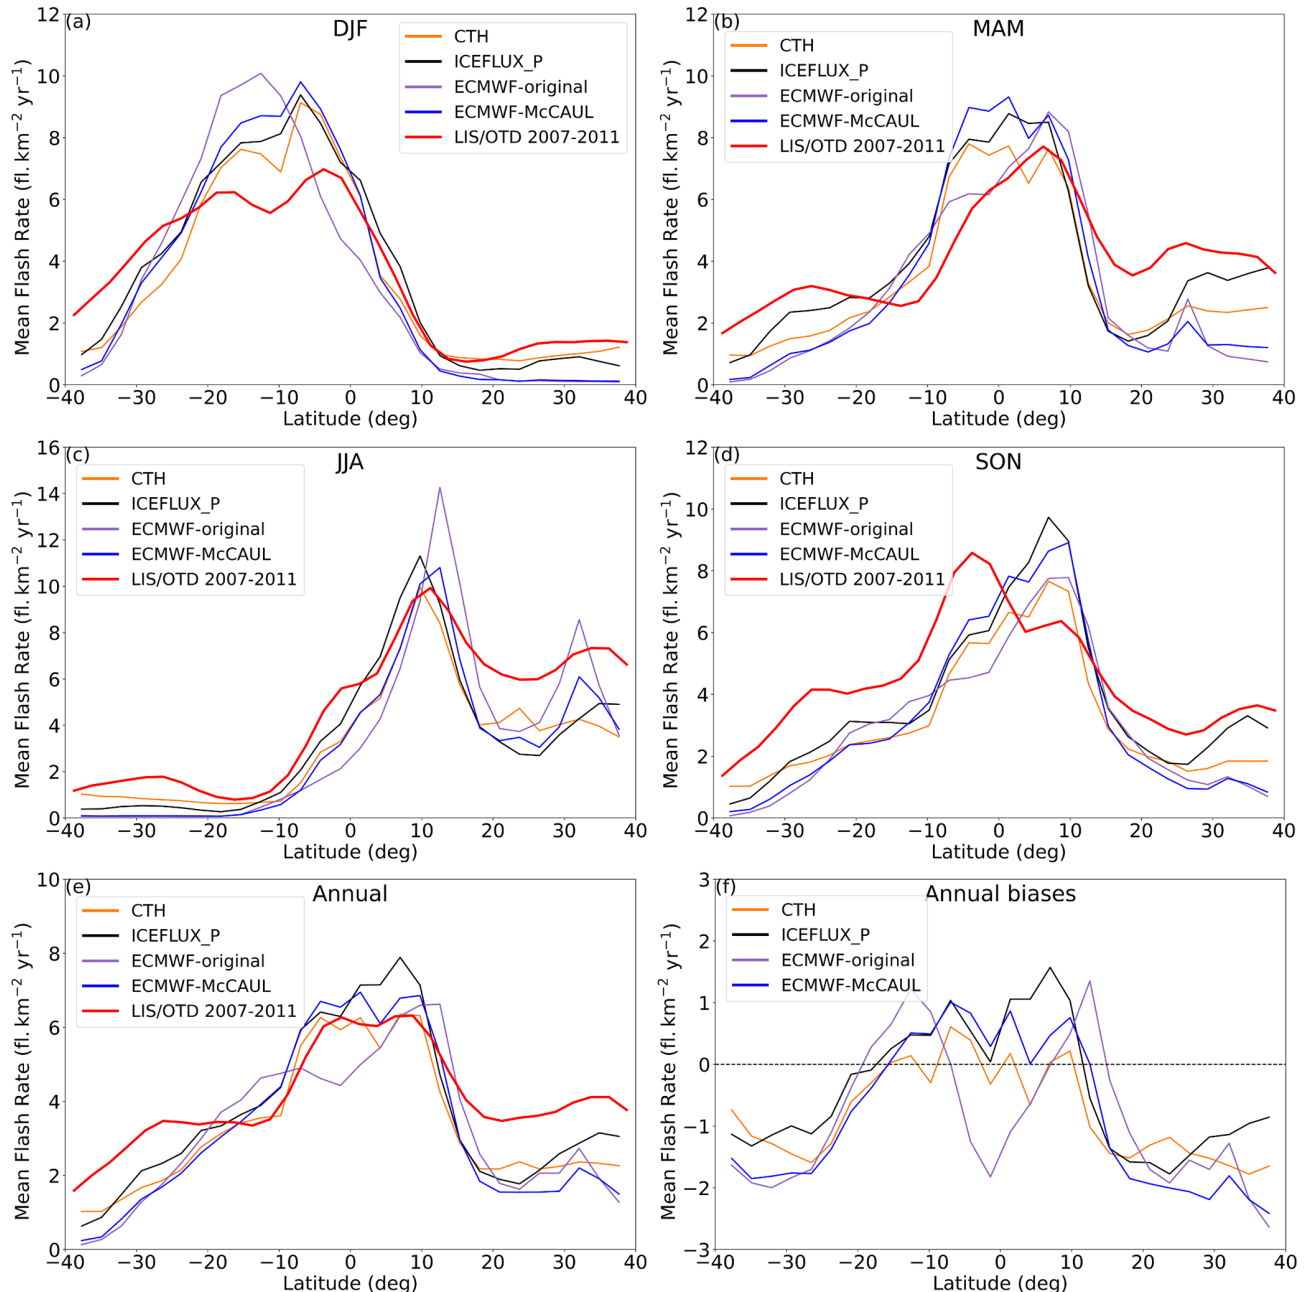 (a)
DJF
CTH
ICEFLUX_P
ECMWF-original
ECMWF-McCAUL
LIS/OTD 2007-2011
Mean Flash Rate (fl. km⁻² yr⁻¹)
12
10
8
6
4
2
0
−40 −30 −20 −10 0 10 20 30 40
Latitude (deg)
(b)
MAM
CTH
ICEFLUX_P
ECMWF-original
ECMWF-McCAUL
LIS/OTD 2007-2011
Mean Flash Rate (fl. km⁻² yr⁻¹)
12
10
8
6
4
2
0
−40 −30 −20 −10 0 10 20 30 40
Latitude (deg)
(c)
JJA
CTH
ICEFLUX_P
ECMWF-original
ECMWF-McCAUL
LIS/OTD 2007-2011
Mean Flash Rate (fl. km⁻² yr⁻¹)
16
14
12
10
8
6
4
2
0
−40 −30 −20 −10 0 10 20 30 40
Latitude (deg)
(d)
SON
CTH
ICEFLUX_P
ECMWF-original
ECMWF-McCAUL
LIS/OTD 2007-2011
Mean Flash Rate (fl. km⁻² yr⁻¹)
12
10
8
6
4
2
0
−40 −30 −20 −10 0 10 20 30 40
Latitude (deg)
(e)
Annual
CTH
ICEFLUX_P
ECMWF-original
ECMWF-McCAUL
LIS/OTD 2007-2011
Mean Flash Rate (fl. km⁻² yr⁻¹)
10
8
6
4
2
0
−40 −30 −20 −10 0 10 20 30 40
Latitude (deg)
(f)
Annual biases
CTH
ICEFLUX_P
ECMWF-original
ECMWF-McCAUL
Mean Flash Rate (fl. km⁻² yr⁻¹)
3
2
1
0
−1
−2
−3
−40 −30 −20 −10 0 10 20 30 40
Latitude (deg)